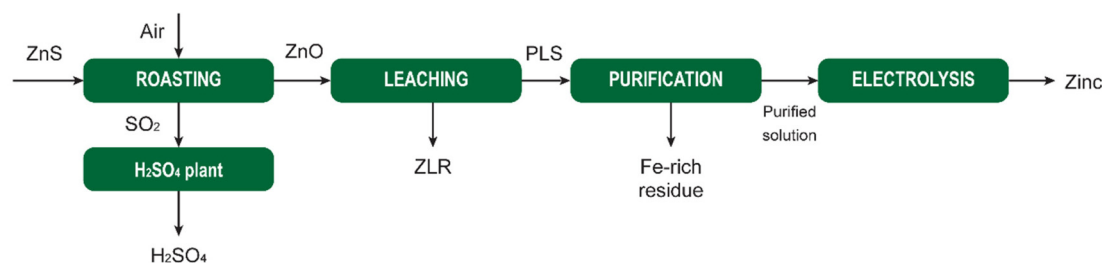 Air
ZnS
ZnO
PLS
ROASTING
LEACHING
PURIFICATION
ELECTROLYSIS
Zinc
SO₂
Purified
solution
H₂SO₄ plant
ZLR
Fe-rich
residue
H₂SO₄